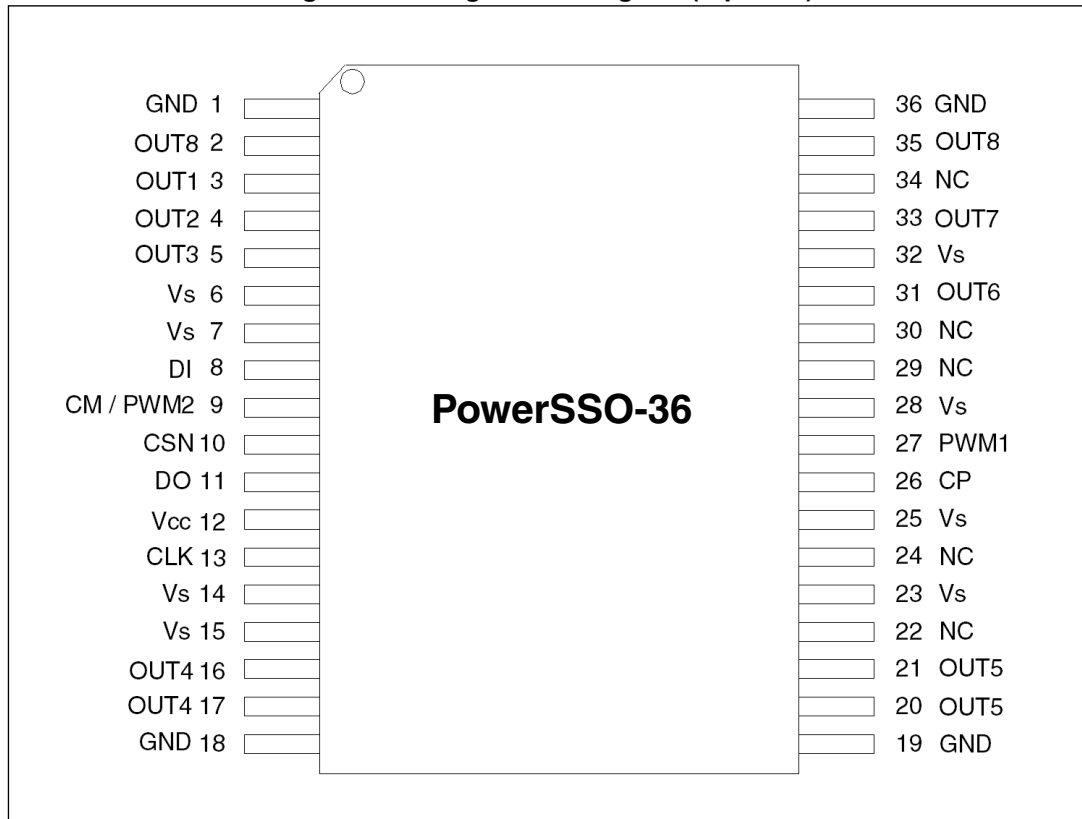 GND 1
OUT8 2
OUT1 3
OUT2 4
OUT3 5
Vs 6
Vs 7
DI 8
CM / PWM2 9
CSN 10
DO 11
Vcc 12
CLK 13
Vs 14
Vs 15
OUT4 16
OUT4 17
GND 18
PowerSSO-36
36 GND
35 OUT8
34 NC
33 OUT7
32 Vs
31 OUT6
30 NC
29 NC
28 Vs
27 PWM1
26 CP
25 Vs
24 NC
23 Vs
22 NC
21 OUT5
20 OUT5
19 GND